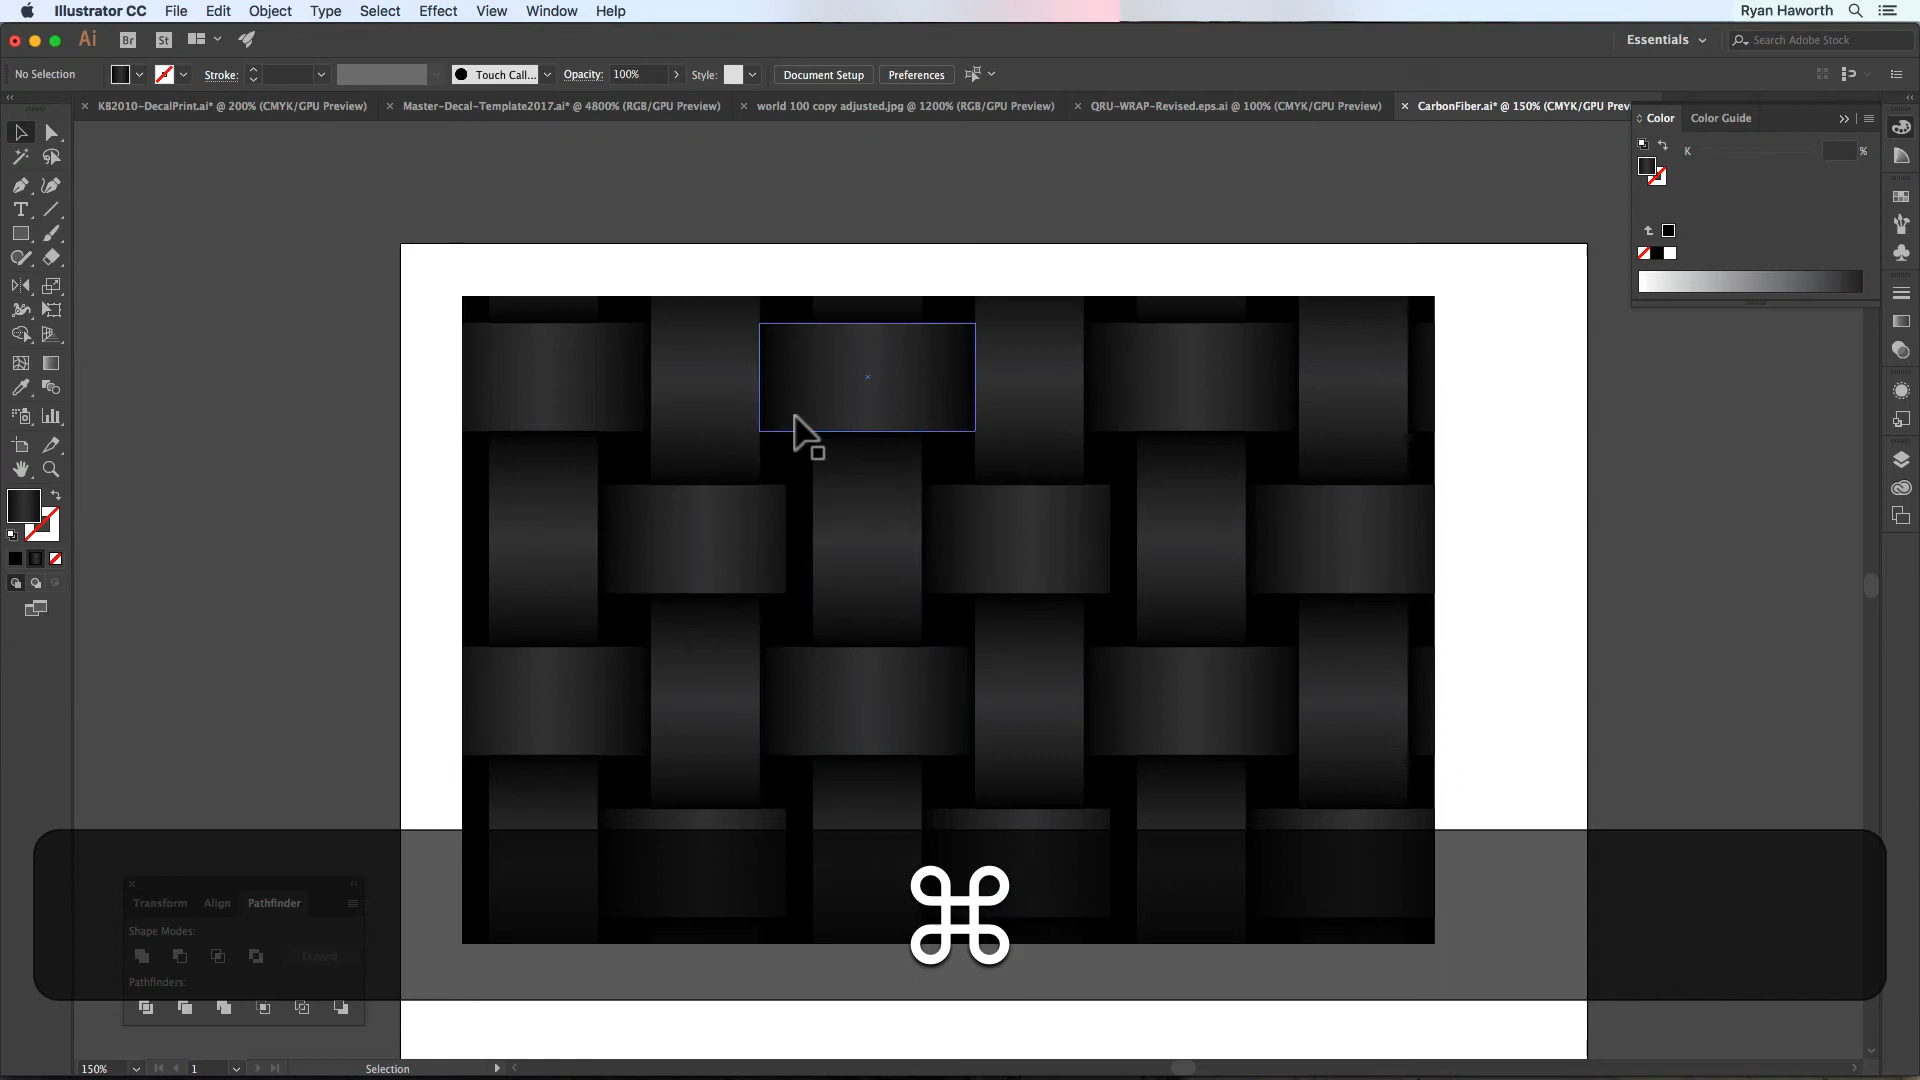 Illustrator CC File Edit Object Type Select Effect View Window Help Ryan Haworth
Ai Br St Essentials Search Adobe Stock
No Selection Stroke: Touch Call... Opacity: 100% Style: Document Setup Preferences
KB2010-DecalPrint.ai* @ 200% (CMYK/GPU Preview) Master-Decal-Template2017.ai* @ 4800% (RGB/GPU Preview) world 100 copy adjusted.jpg @ 1200% (RGB/GPU Preview) QRU-WRAP-Revised.eps.ai @ 100% (CMYK/GPU Preview) CarbonFiber.ai* @ 150% (CMYK/GPU Prev
Color Color Guide
K %
Transform Align Pathfinder
Shape Modes:
Expand
Pathfinders:
150% 1 Selection